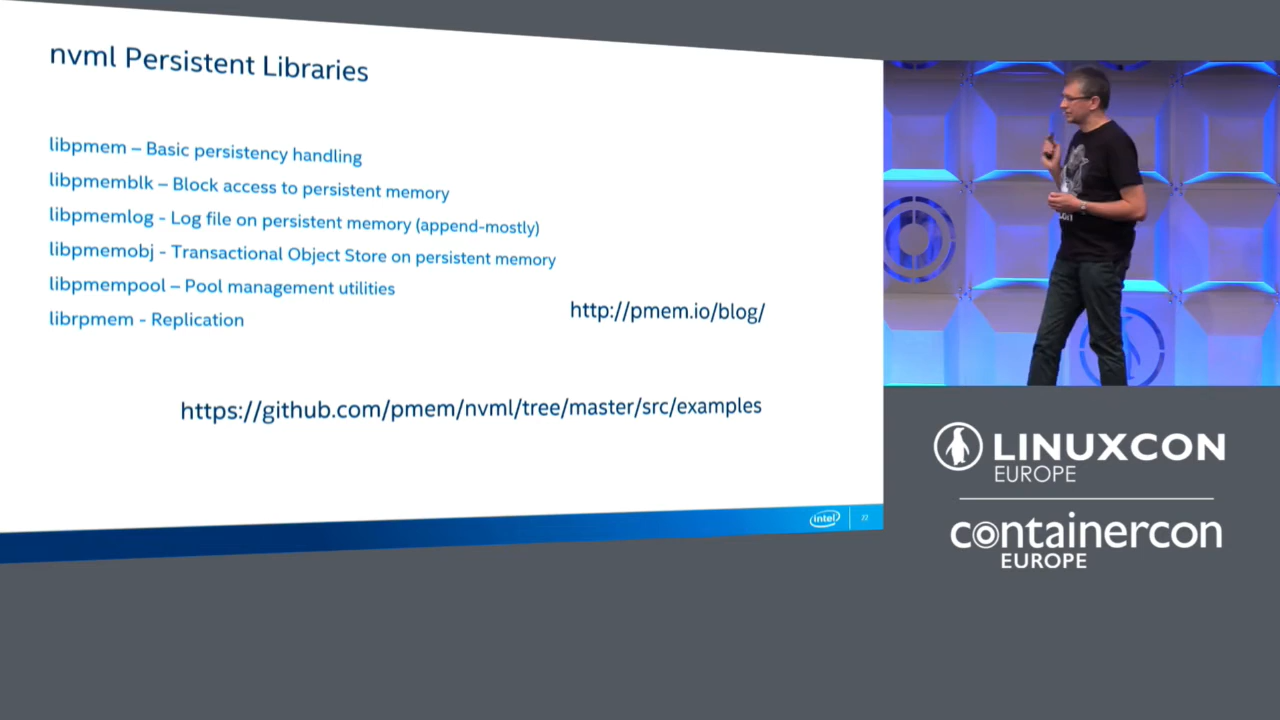 nvml Persistent Libraries
libpmem – Basic persistency handling
libpmemblk – Block access to persistent memory
libpmemlog - Log file on persistent memory (append-mostly)
libpmemobj - Transactional Object Store on persistent memory
libpmempool – Pool management utilities
librpmem - Replication
http://pmem.io/blog/
https://github.com/pmem/nvml/tree/master/src/examples
intel
22
LINUXCON
EUROPE
containercon
EUROPE